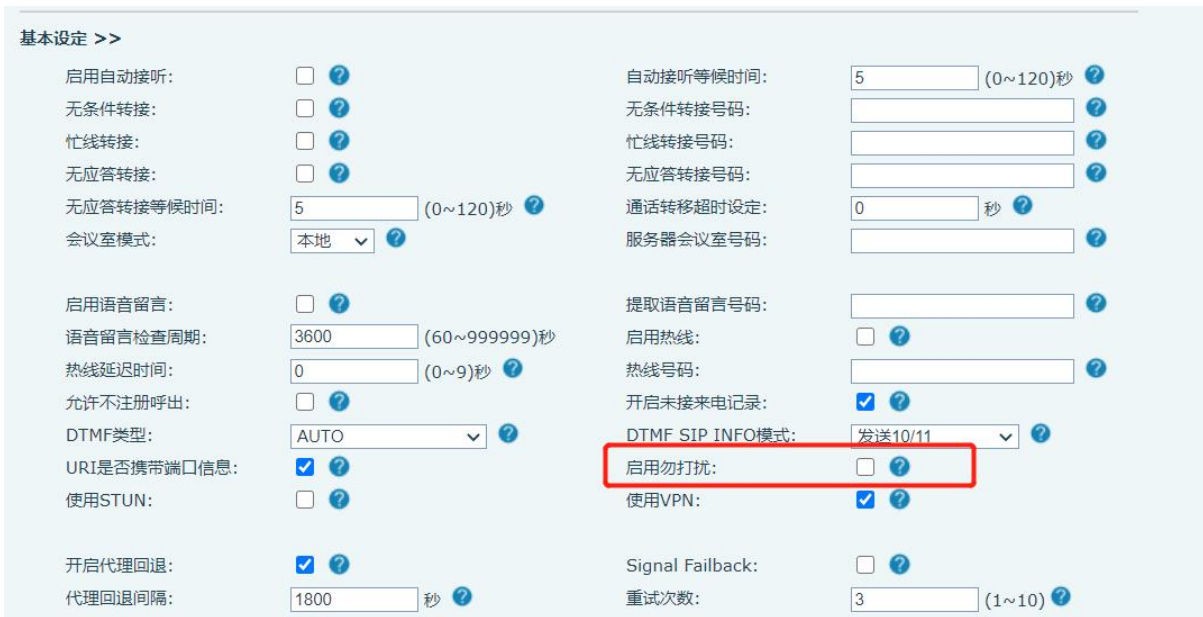 基本设定 >>
启用自动接听: ? 自动接听等候时间: 5 (0~120)秒 ?
无条件转接: ? 无条件转接号码: ?
忙线转接: ? 忙线转接号码: ?
无应答转接: ? 无应答转接号码: ?
无应答转接等候时间: 5 (0~120)秒 ? 通话转移超时设定: 0 秒 ?
会议室模式: 本地 ? 服务器会议室号码: ?
启用语音留言: ? 提取语音留言号码: ?
语音留言检查周期: 3600 (60~999999)秒 启用热线: ?
热线延迟时间: 0 (0~9)秒 ? 热线号码: ?
允许不注册呼出: ? 开启未接来电记录: ?
DTMF类型: AUTO ? DTMF SIP INFO模式: 发送10/11 ?
URI是否携带端口信息: ? 启用勿打扰: ?
使用STUN: ? 使用VPN: ?
开启代理回退: ? Signal Failback: ?
代理回退间隔: 1800 秒 ? 重试次数: 3 (1~10) ?